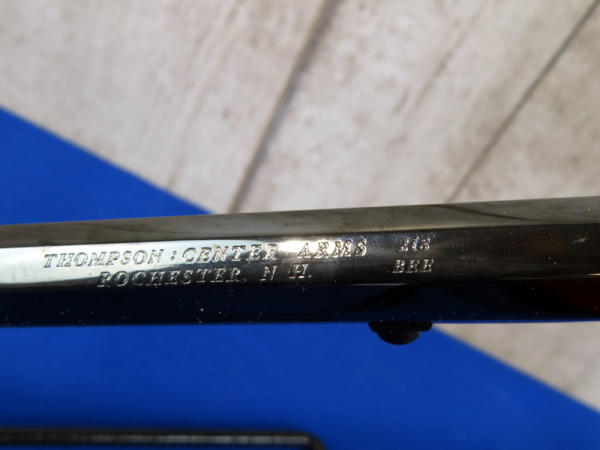 THOMPSON : CENTER ARMS 218
ROCHESTER, N. H. BEE